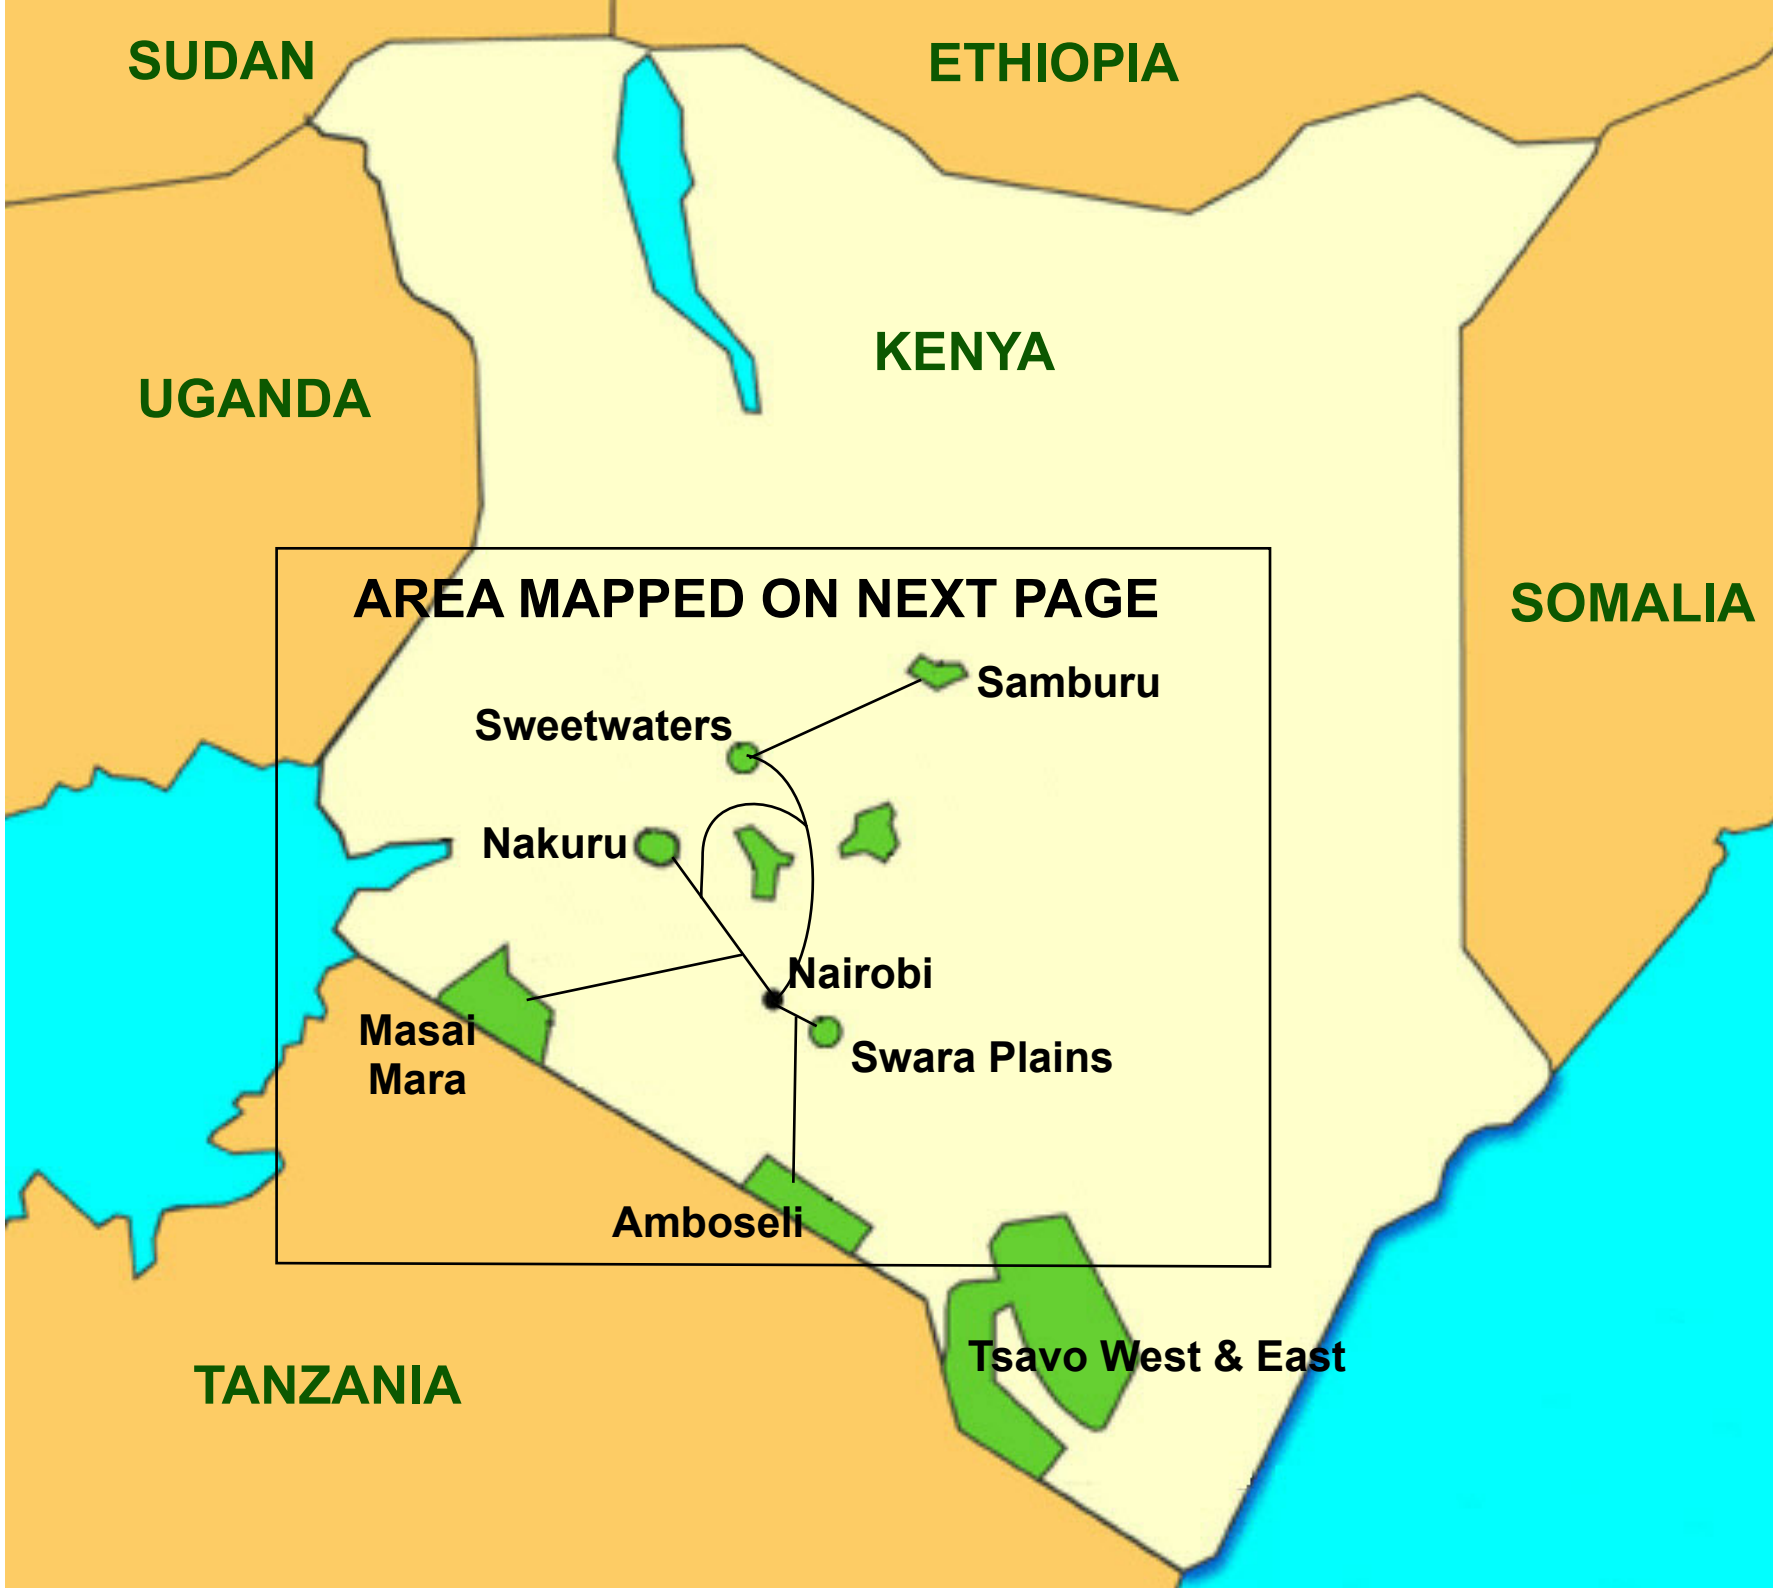 SUDAN
ETHIOPIA
KENYA
UGANDA
AREA MAPPED ON NEXT PAGE
SOMALIA
Samburu
Sweetwaters
Nakuru
Nairobi
Masai
Mara
Swara Plains
Amboseli
Tsavo West & East
TANZANIA